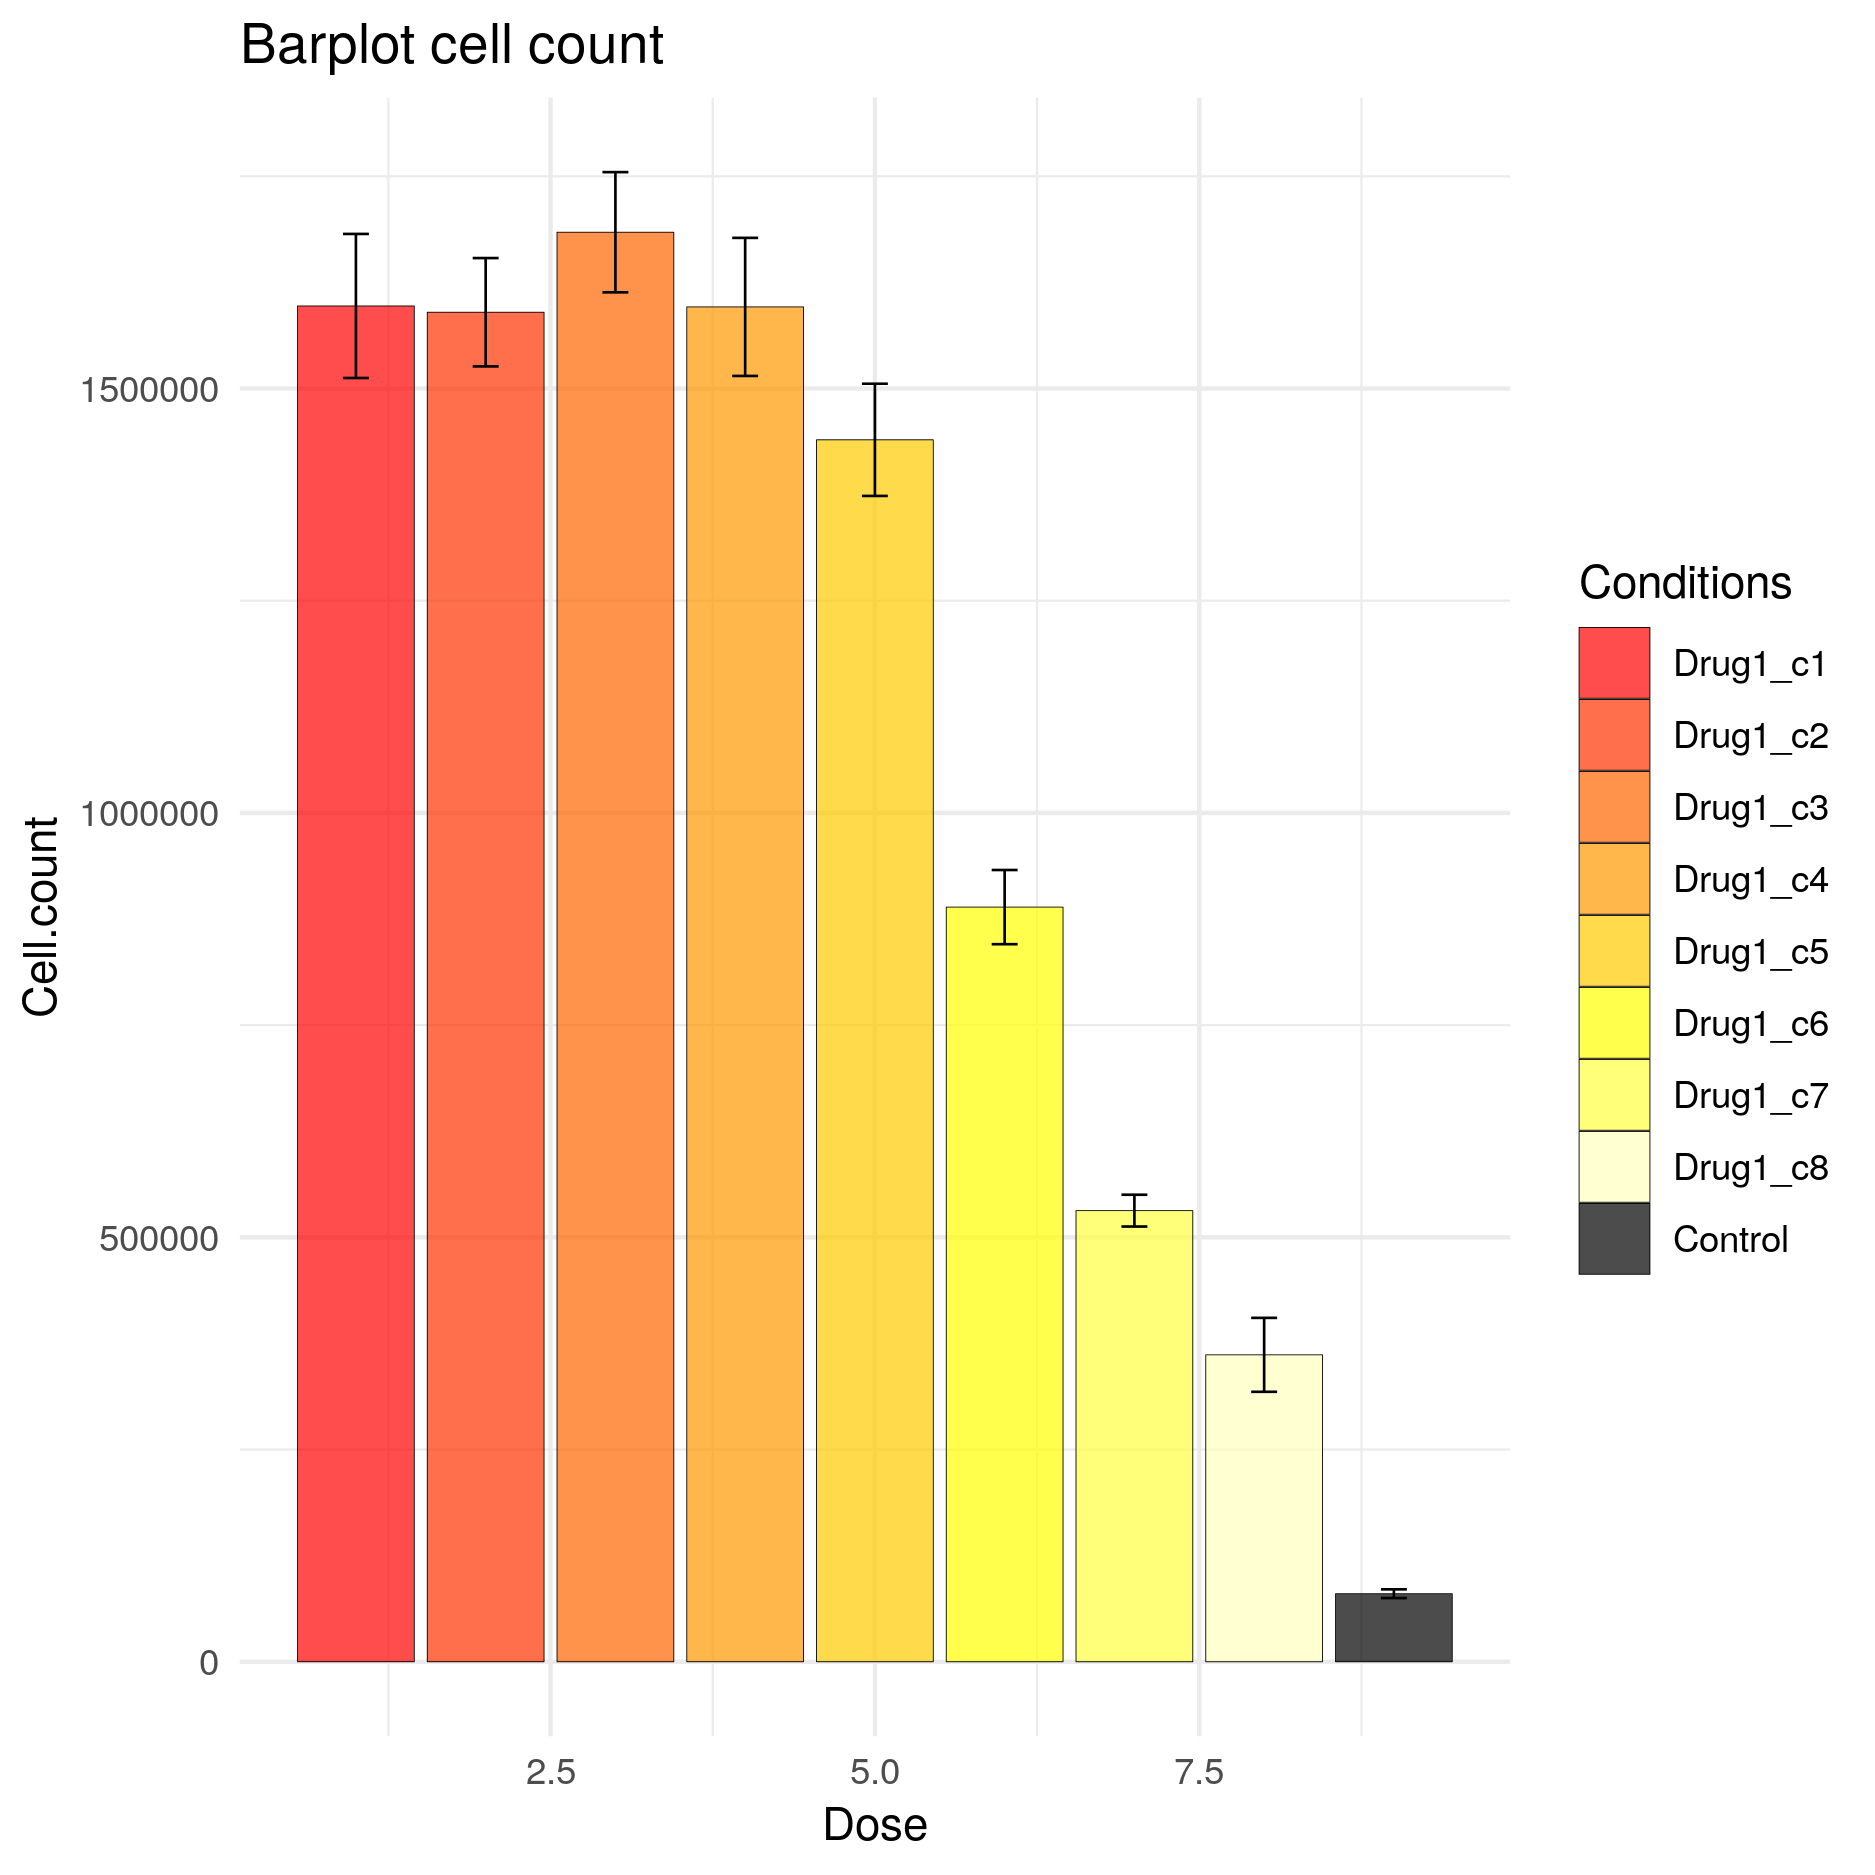 Barplot cell count
Cell.count
1500000
1000000
500000
0
2.5
5.0
7.5
Dose
Conditions
Drug1_c1
Drug1_c2
Drug1_c3
Drug1_c4
Drug1_c5
Drug1_c6
Drug1_c7
Drug1_c8
Control